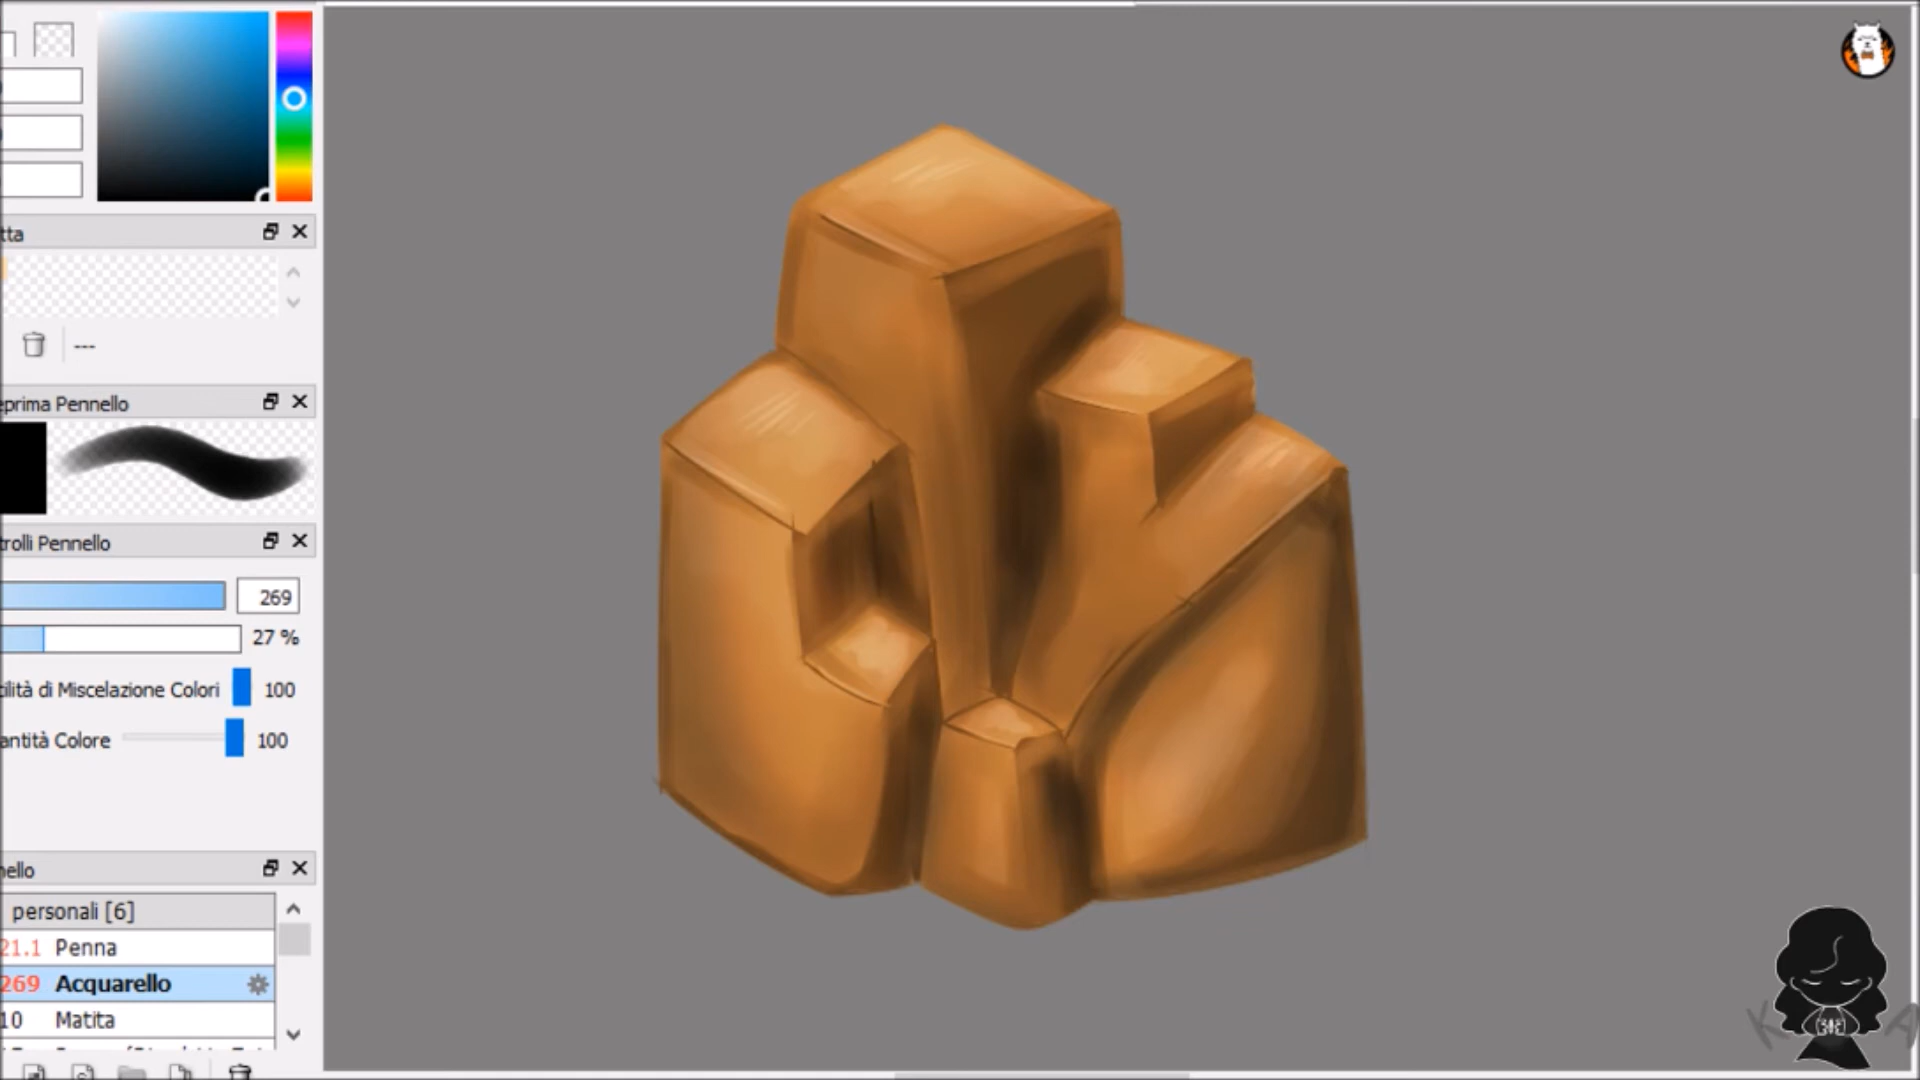 tta
---
eprima Pennello
trolli Pennello
269
27 %
ilità di Miscelazione Colori 100
antità Colore 100
nello
personali [6]
21.1 Penna
269 Acquarello
10 Matita
K A